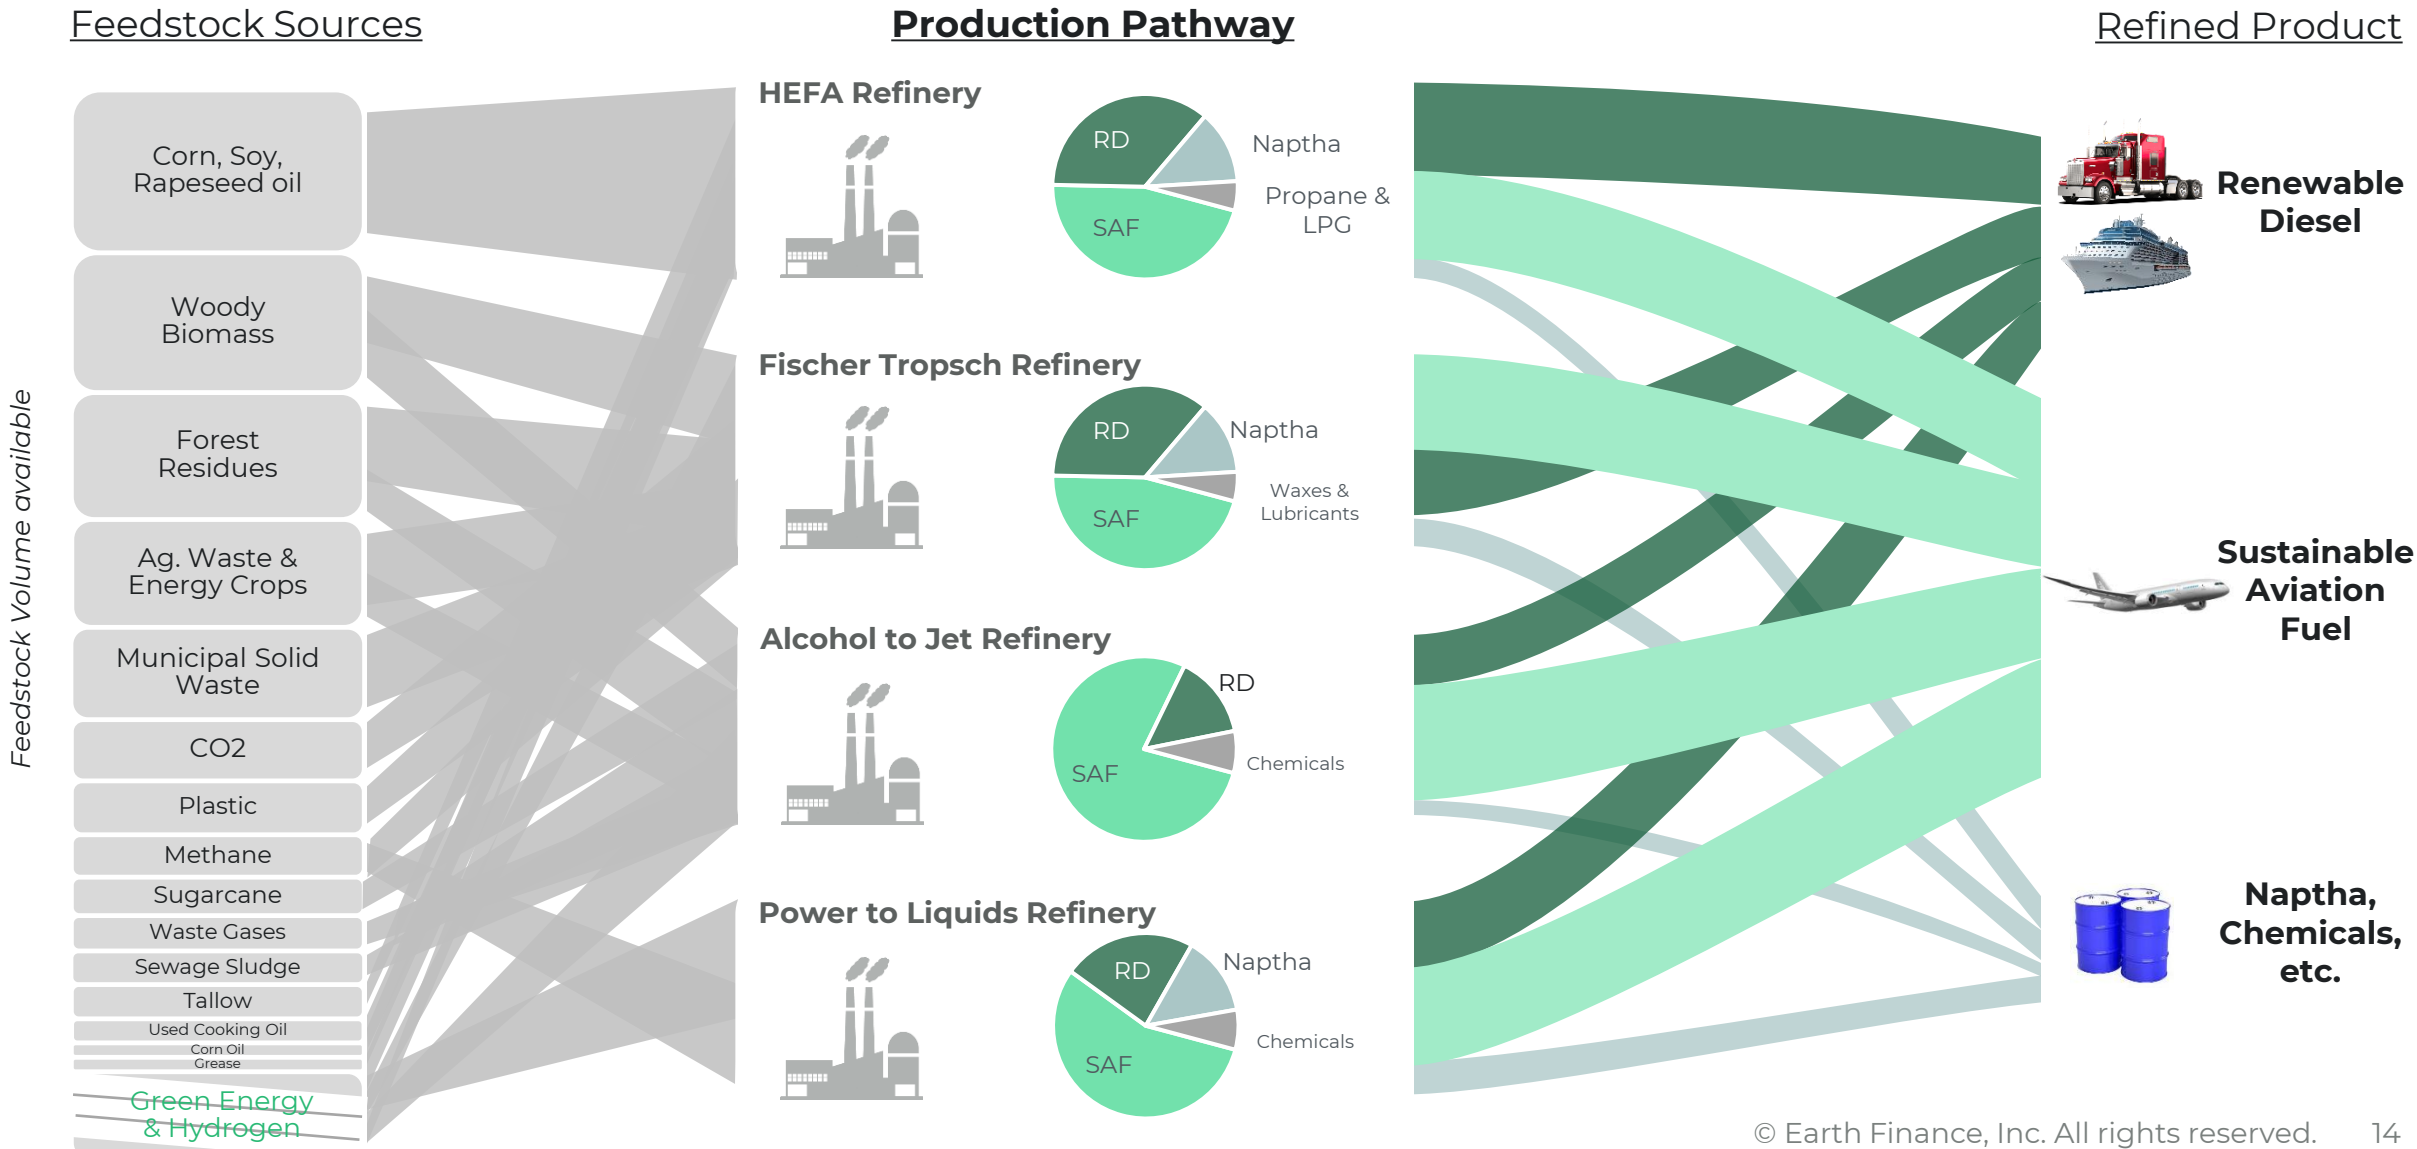 Feedstock Sources
Production Pathway
Refined Product
Feedstock Volume available
Corn, Soy,
Rapeseed oil
Woody
Biomass
Forest
Residues
Ag. Waste &
Energy Crops
Municipal Solid
Waste
CO2
Plastic
Methane
Sugarcane
Waste Gases
Sewage Sludge
Tallow
Used Cooking Oil
Corn Oil
Grease
Green Energy
& Hydrogen
HEFA Refinery
RD
Naptha
Propane &
LPG
SAF
Fischer Tropsch Refinery
RD
Naptha
Waxes &
Lubricants
SAF
Alcohol to Jet Refinery
RD
Chemicals
SAF
Power to Liquids Refinery
RD
Naptha
Chemicals
SAF
Renewable
Diesel
Sustainable
Aviation
Fuel
Naptha,
Chemicals,
etc.
© Earth Finance, Inc. All rights reserved. 14